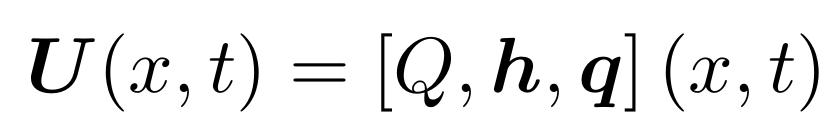 U(x, t) = [Q, h, q] (x, t)